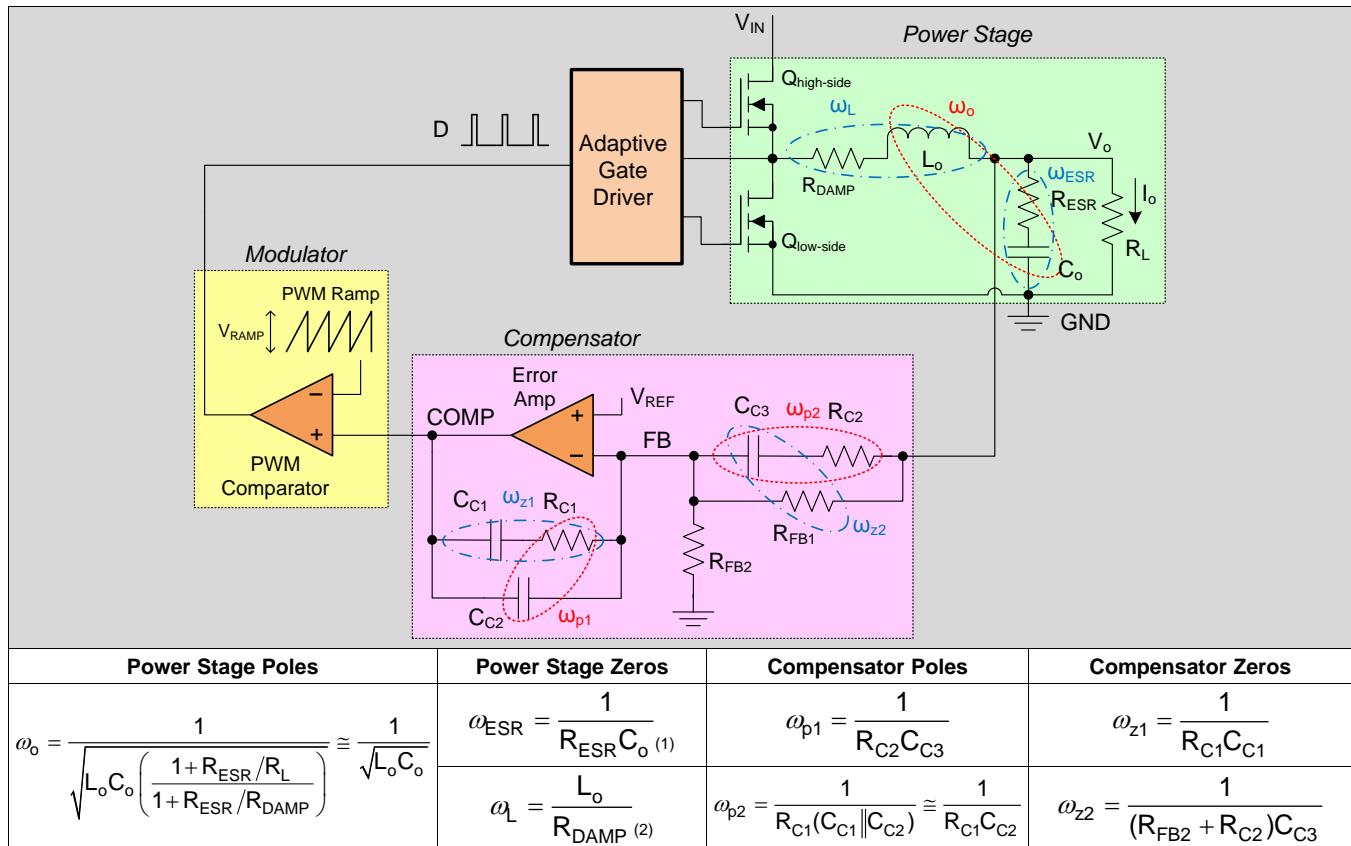 V_IN
Power Stage
Q_high-side
ω_L
ω_o
D
Adaptive
Gate
Driver
R_DAMP
L_o
V_o
ω_ESR
R_ESR
I_o
Q_low-side
C_o
R_L
GND
Modulator
PWM Ramp
V_RAMP
PWM
Comparator
Compensator
Error
Amp
V_REF
COMP
FB
C_C3
ω_p2
R_C2
C_C1
ω_z1
R_C1
R_FB1
ω_z2
R_FB2
C_C2
ω_p1
Power Stage Poles
Power Stage Zeros
Compensator Poles
Compensator Zeros
ω_o = 1 / √(L_o C_o ((1 + R_ESR/R_L) / (1 + R_ESR/R_DAMP))) ≅ 1 / √(L_o C_o)
ω_ESR = 1 / (R_ESR C_o) (1)
ω_p1 = 1 / (R_C2 C_C3)
ω_z1 = 1 / (R_C1 C_C1)
ω_L = L_o / R_DAMP (2)
ω_p2 = 1 / (R_C1 (C_C1 ‖ C_C2)) ≅ 1 / (R_C1 C_C2)
ω_z2 = 1 / ((R_FB2 + R_C2) C_C3)